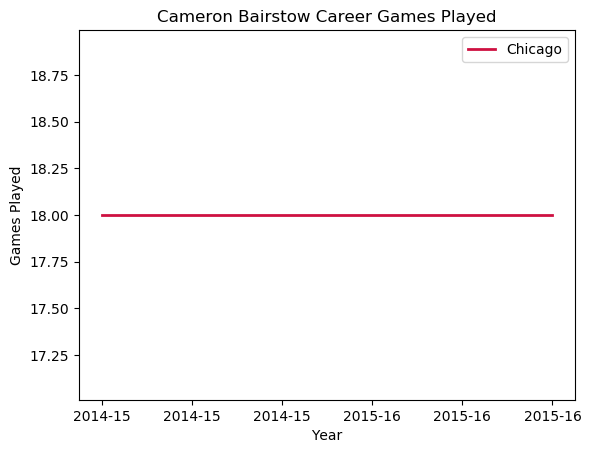 Cameron Bairstow Career Games Played
Chicago
18.75
18.50
18.25
18.00
17.75
17.50
17.25
Games Played
2014-15 2014-15 2014-15 2015-16 2015-16 2015-16
Year